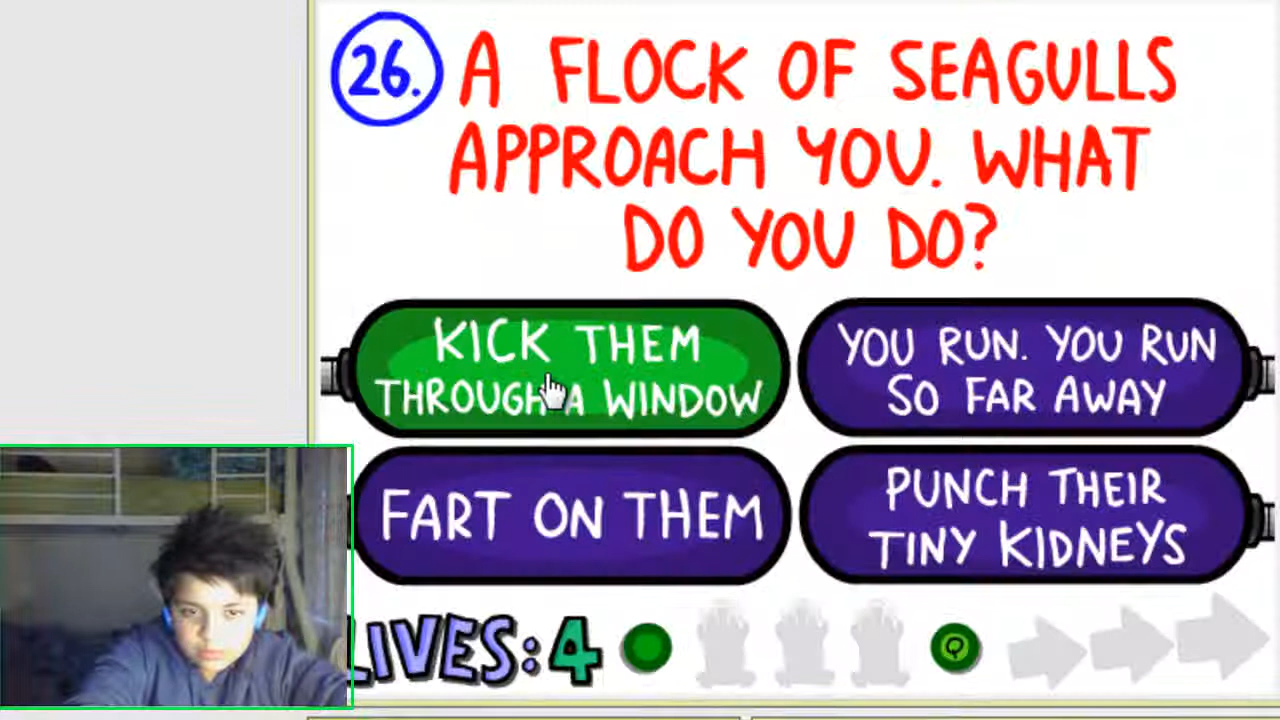 26. A FLOCK OF SEAGULLS
APPROACH YOU. WHAT
DO YOU DO?
KICK THEM
THROUGH A WINDOW
YOU RUN. YOU RUN
SO FAR AWAY
FART ON THEM
PUNCH THEIR
TINY KIDNEYS
LIVES:4